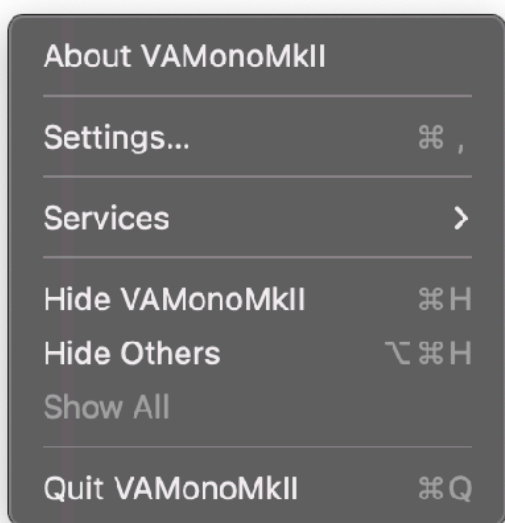 About VAMonoMkII
Settings... ⌘ ,
Services
Hide VAMonoMkII ⌘H
Hide Others ⌥⌘H
Show All
Quit VAMonoMkII ⌘Q